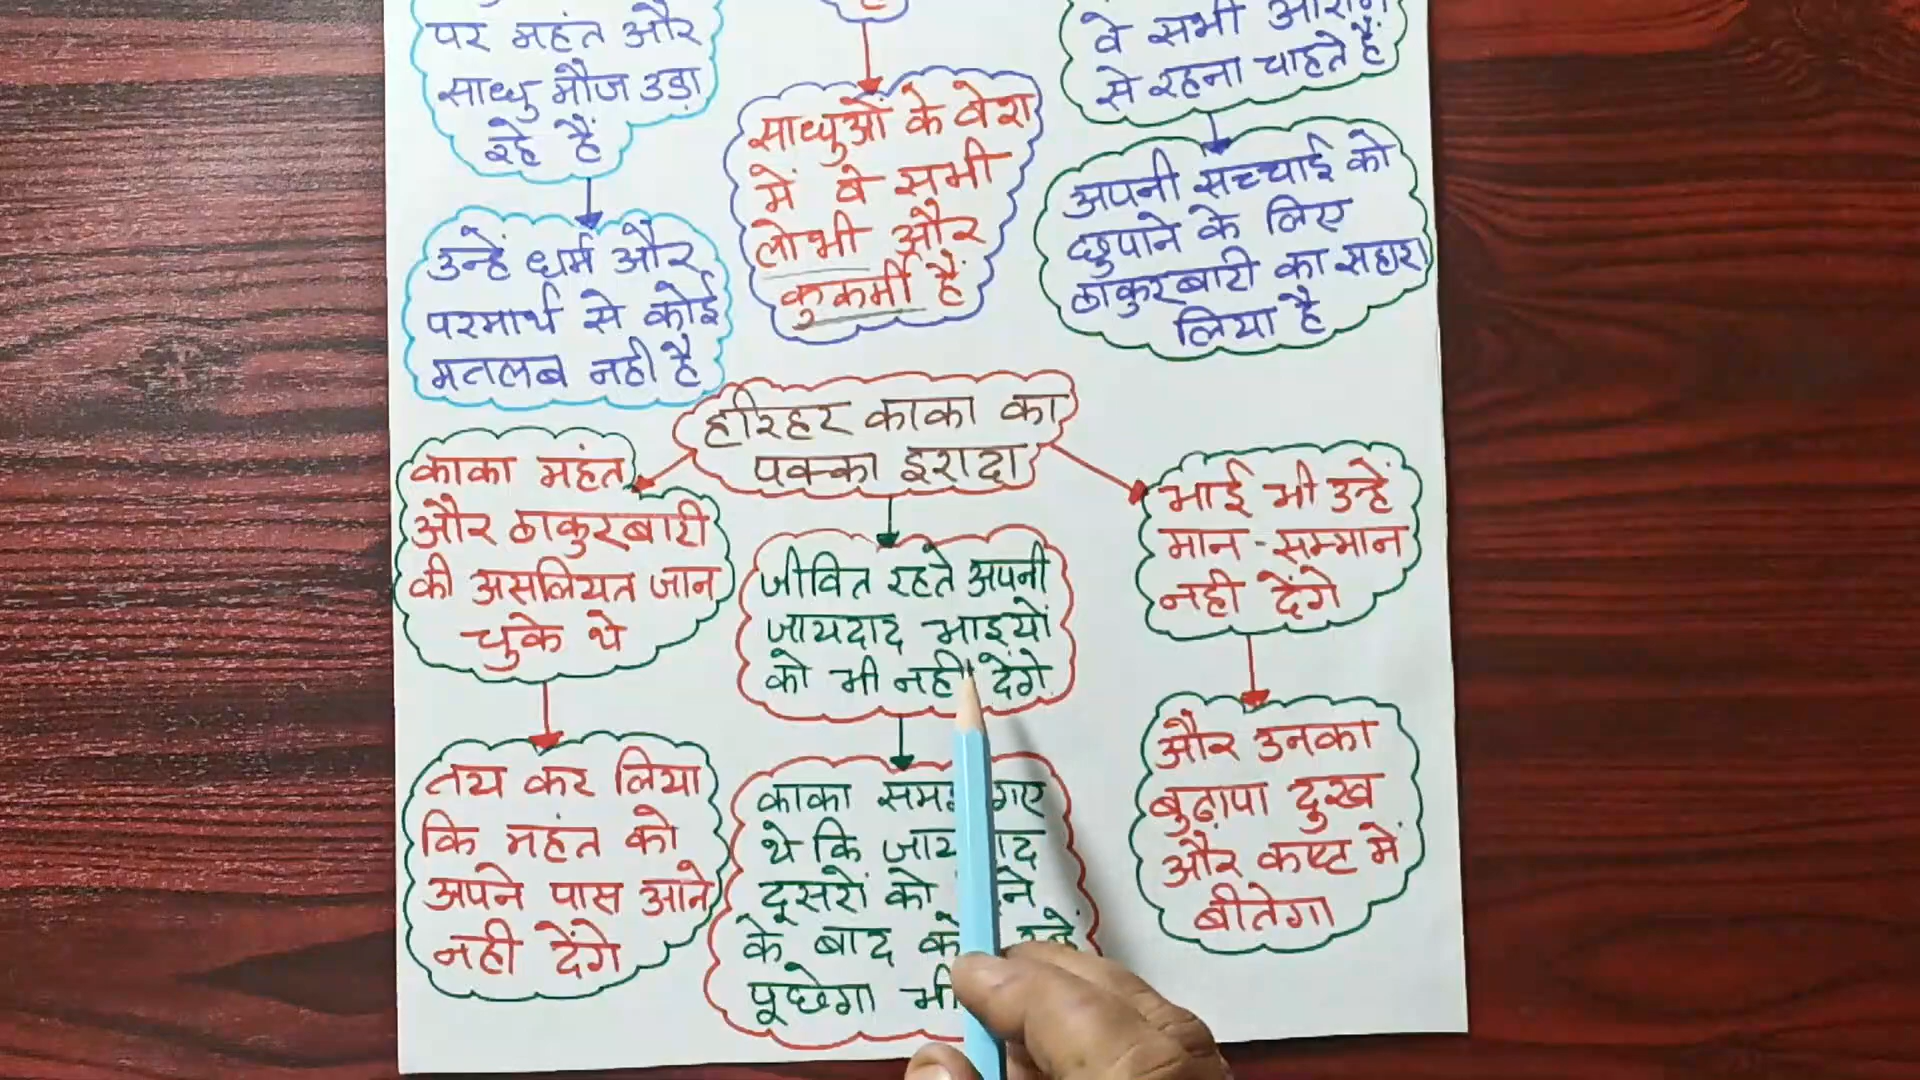 पर महंत और
साधु मौज उड़ा
रहे हैं
उन्हें धर्म और
परमार्थ से कोई
मतलब नही है
साधुओं के वेश
में वे सभी
लोभी और
कुकर्मी हैं
वे सभी
से रहना चाहते हैं
अपनी सच्चाई को
छुपाने के लिए
ठाकुरबारी का सहारा
लिया है
हरिहर काका का
पक्का इरादा
काका महंत
और ठाकुरबारी
की असलियत जान
चुके थे
तय कर लिया
कि महंत को
अपने पास आने
नही देंगे
जीवित रहते अपनी
जायदाद भाइयों
को भी नही देंगे
काका
थे कि
दूसरों को
के बाद
पूछेगा
भाई भी उन्हें
मान-सम्मान
नही देंगे
और उनका
बुढ़ापा दुख
और कष्ट में
बीतेगा